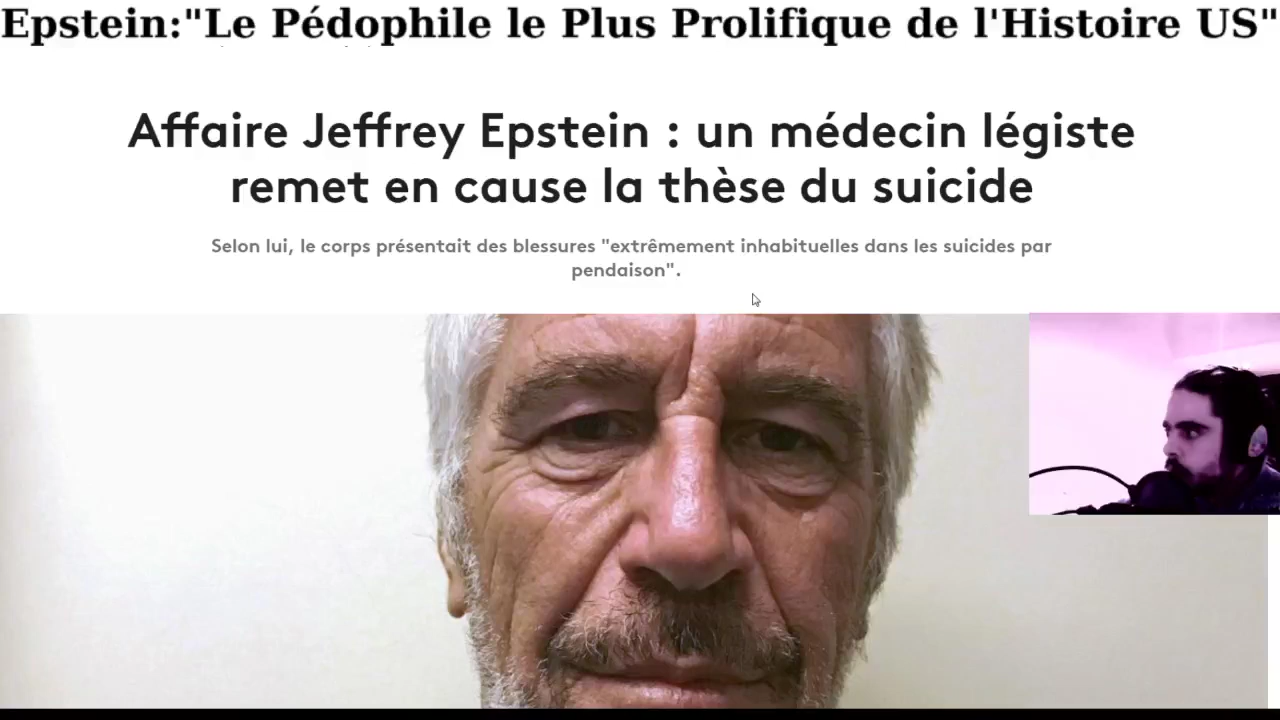 Epstein:"Le Pédophile le Plus Prolifique de l'Histoire US"
Affaire Jeffrey Epstein : un médecin légiste
remet en cause la thèse du suicide
Selon lui, le corps présentait des blessures "extrêmement inhabituelles dans les suicides par
pendaison".